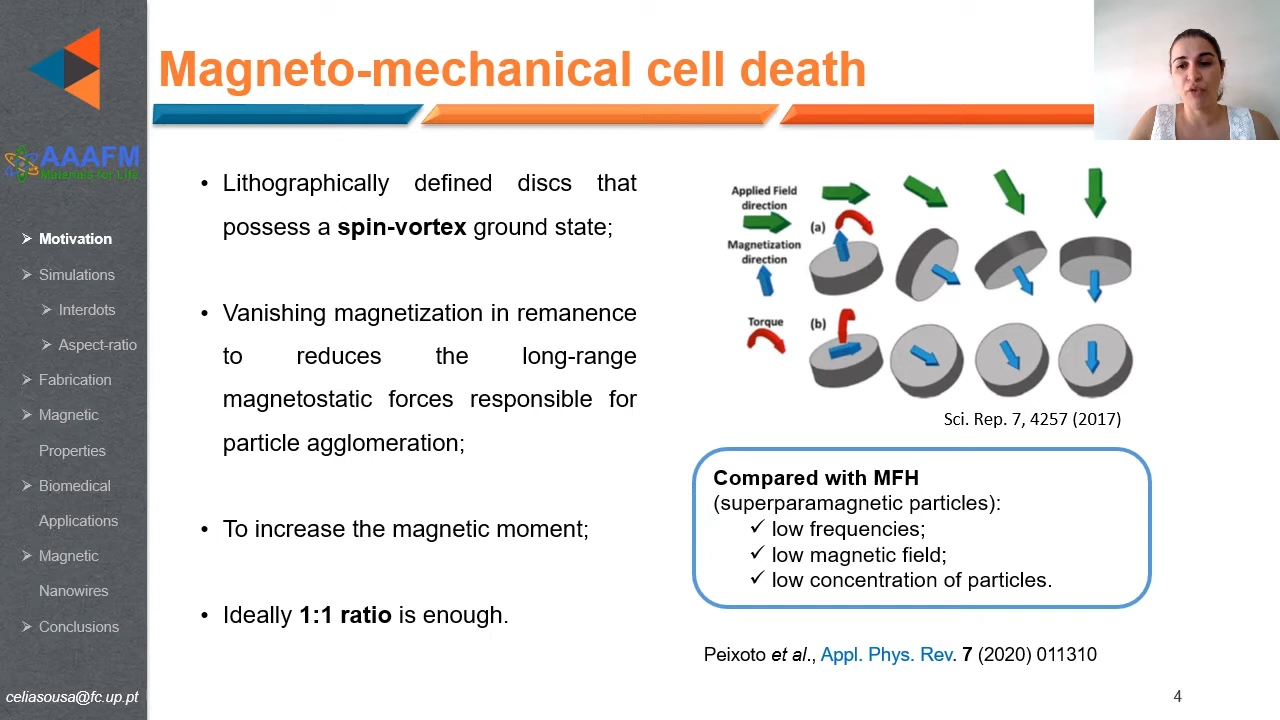 Magneto-mechanical cell death
AAAFM
Materials for Life
➢ Motivation
➢ Simulations
➢ Interdots
➢ Aspect-ratio
➢ Fabrication
➢ Magnetic
Properties
➢ Biomedical
Applications
➢ Magnetic
Nanowires
➢ Conclusions
celiasousa@fc.up.pt
• Lithographically defined discs that
possess a spin-vortex ground state;
• Vanishing magnetization in remanence
to reduces the long-range
magnetostatic forces responsible for
particle agglomeration;
• To increase the magnetic moment;
• Ideally 1:1 ratio is enough.
Applied Field
direction
Magnetization
direction
Torque
(a)
(b)
Sci. Rep. 7, 4257 (2017)
Compared with MFH
(superparamagnetic particles):
✓ low frequencies;
✓ low magnetic field;
✓ low concentration of particles.
Peixoto et al., Appl. Phys. Rev. 7 (2020) 011310
4